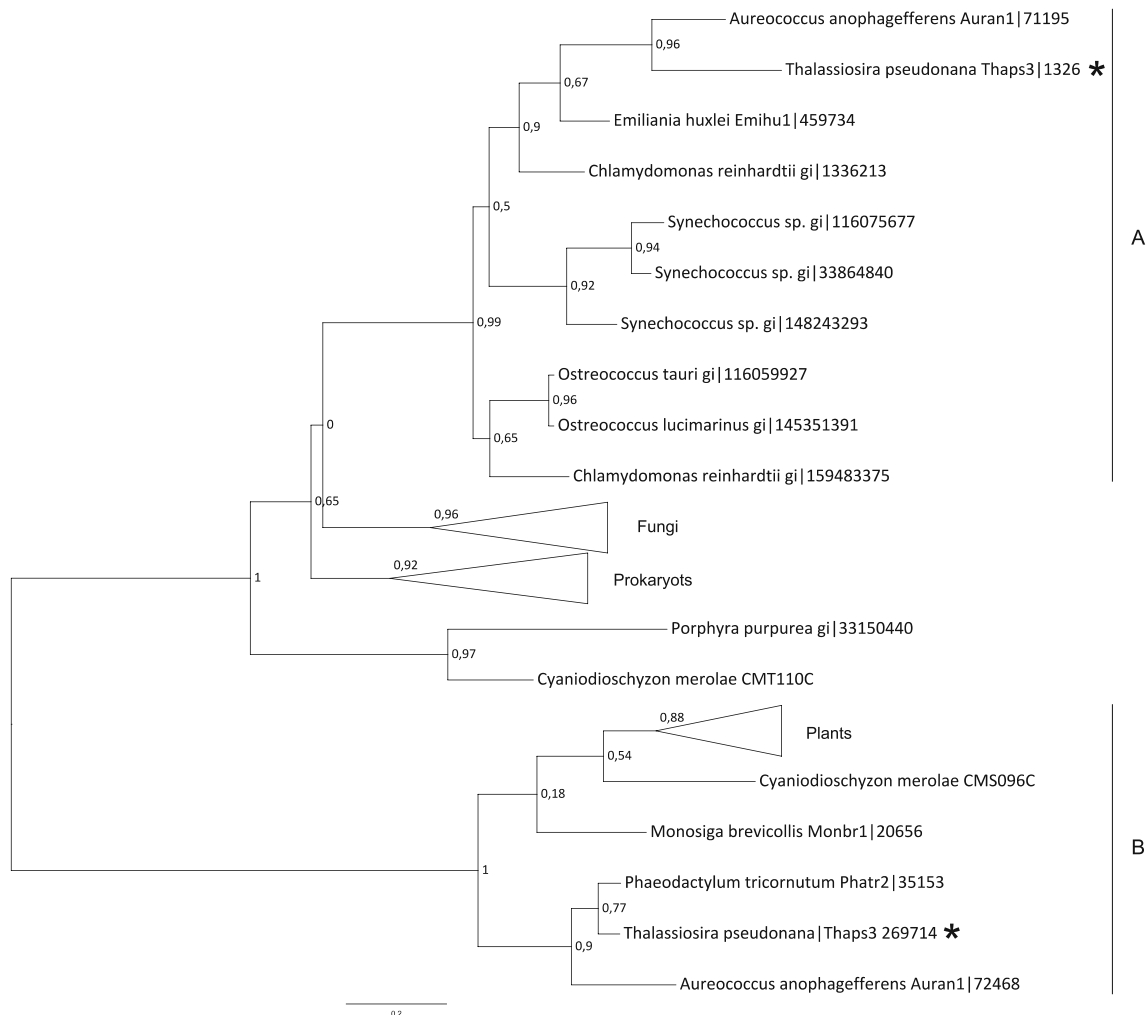 Aureococcus anophagefferens Auran1|71195
0,96
Thalassiosira pseudonana Thaps3|1326 *
0,67
Emiliania huxlei Emihu1|459734
0,9
Chlamydomonas reinhardtii gi|1336213
0,5
Synechococcus sp. gi|116075677
0,94
A
Synechococcus sp. gi|33864840
0,92
Synechococcus sp. gi|148243293
0,99
Ostreococcus tauri gi|116059927
0,96
Ostreococcus lucimarinus gi|145351391
0
0,65
Chlamydomonas reinhardtii gi|159483375
0,65
0,96
Fungi
0,92
1
Prokaryots
Porphyra purpurea gi|33150440
0,97
Cyaniodioschyzon merolae CMT110C
0,88
Plants
0,54
Cyaniodioschyzon merolae CMS096C
0,18
Monosiga brevicollis Monbr1|20656
B
1
Phaeodactylum tricornutum Phatr2|35153
0,77
Thalassiosira pseudonana|Thaps3 269714 *
0,9
Aureococcus anophagefferens Auran1|72468
0,2